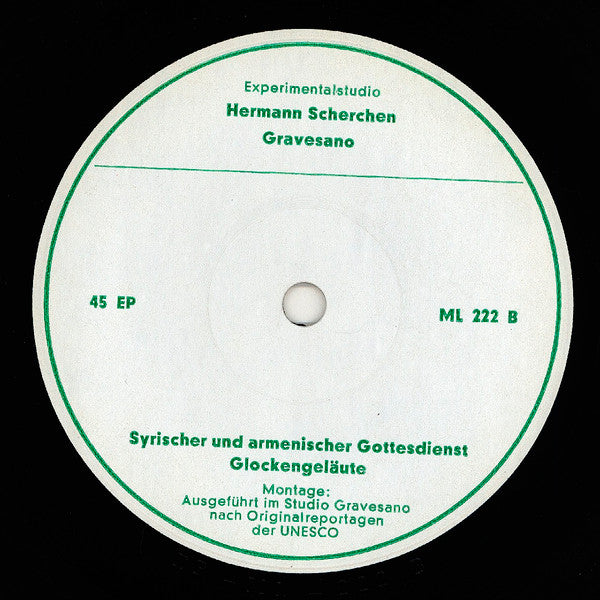 Experimentalstudio
Hermann Scherchen
Gravesano
45 EP
ML 222 B
Syrischer und armenischer Gottesdienst
Glockengeläute
Montage:
Ausgeführt im Studio Gravesano
nach Originalreportagen
der UNESCO